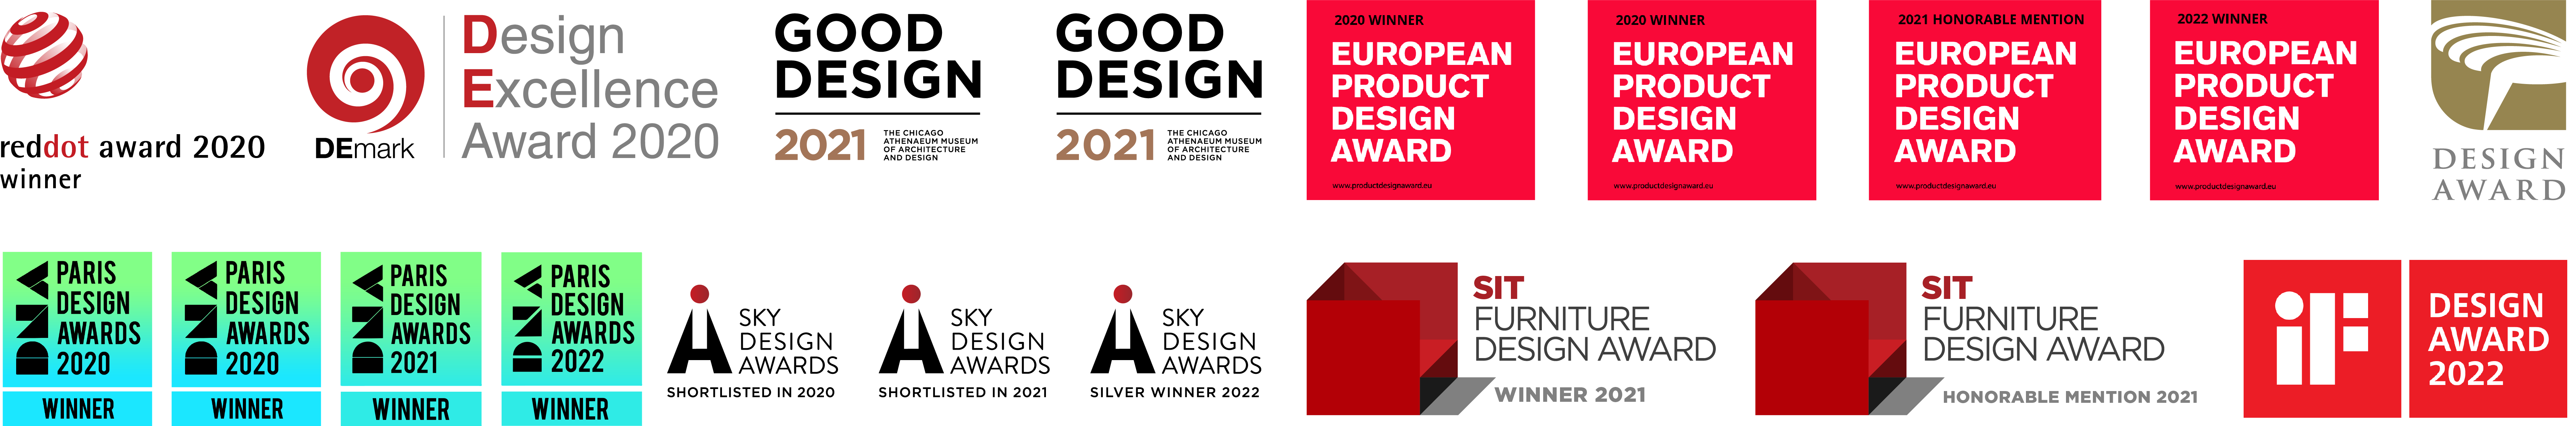 reddot award 2020
winner
DEmark
Design
Excellence
Award 2020
GOOD
DESIGN
2021
THE CHICAGO
ATHENAEUM MUSEUM
OF ARCHITECTURE
AND DESIGN
GOOD
DESIGN
2021
THE CHICAGO
ATHENAEUM MUSEUM
OF ARCHITECTURE
AND DESIGN
2020 WINNER
EUROPEAN
PRODUCT
DESIGN
AWARD
www.productdesignaward.eu
2020 WINNER
EUROPEAN
PRODUCT
DESIGN
AWARD
www.productdesignaward.eu
2021 HONORABLE MENTION
EUROPEAN
PRODUCT
DESIGN
AWARD
www.productdesignaward.eu
2022 WINNER
EUROPEAN
PRODUCT
DESIGN
AWARD
www.productdesignaward.eu
DESIGN
AWARD
DNA
PARIS
DESIGN
AWARDS
2020
WINNER
DNA
PARIS
DESIGN
AWARDS
2020
WINNER
DNA
PARIS
DESIGN
AWARDS
2021
WINNER
DNA
PARIS
DESIGN
AWARDS
2022
WINNER
SKY
DESIGN
AWARDS
SHORTLISTED IN 2020
SKY
DESIGN
AWARDS
SHORTLISTED IN 2021
SKY
DESIGN
AWARDS
SILVER WINNER 2022
SIT
FURNITURE
DESIGN AWARD
WINNER 2021
SIT
FURNITURE
DESIGN AWARD
HONORABLE MENTION 2021
iF
DESIGN
AWARD
2022